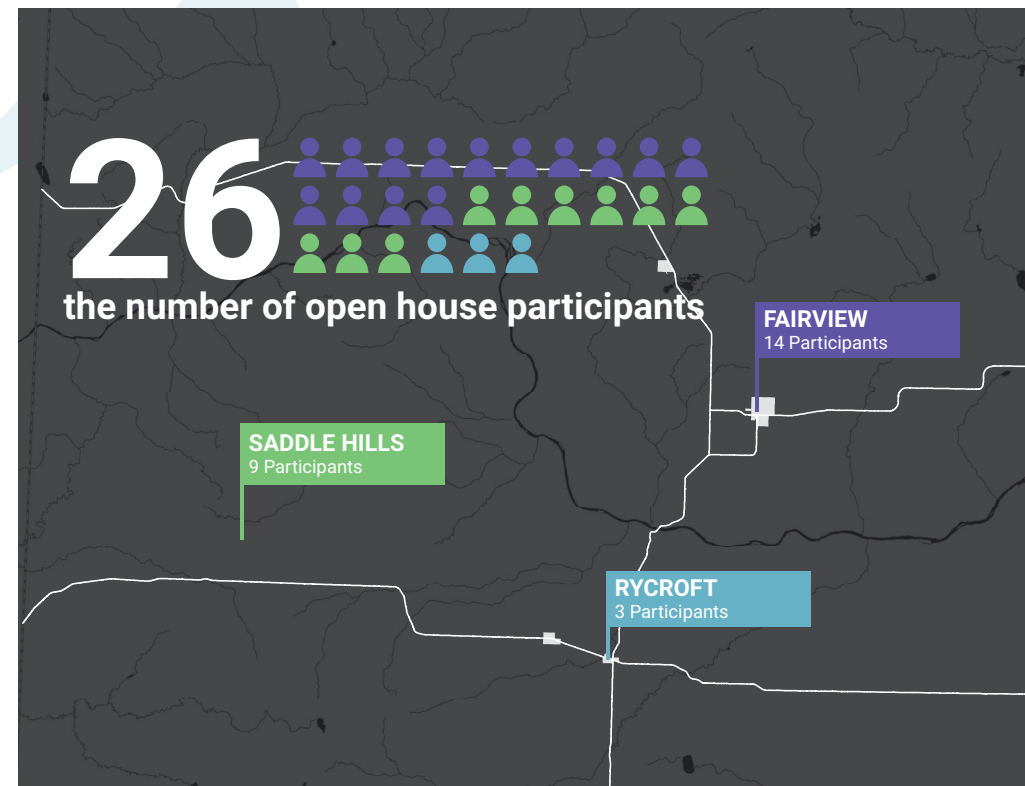 26
the number of open house participants
FAIRVIEW
14 Participants
SADDLE HILLS
9 Participants
RYCROFT
3 Participants